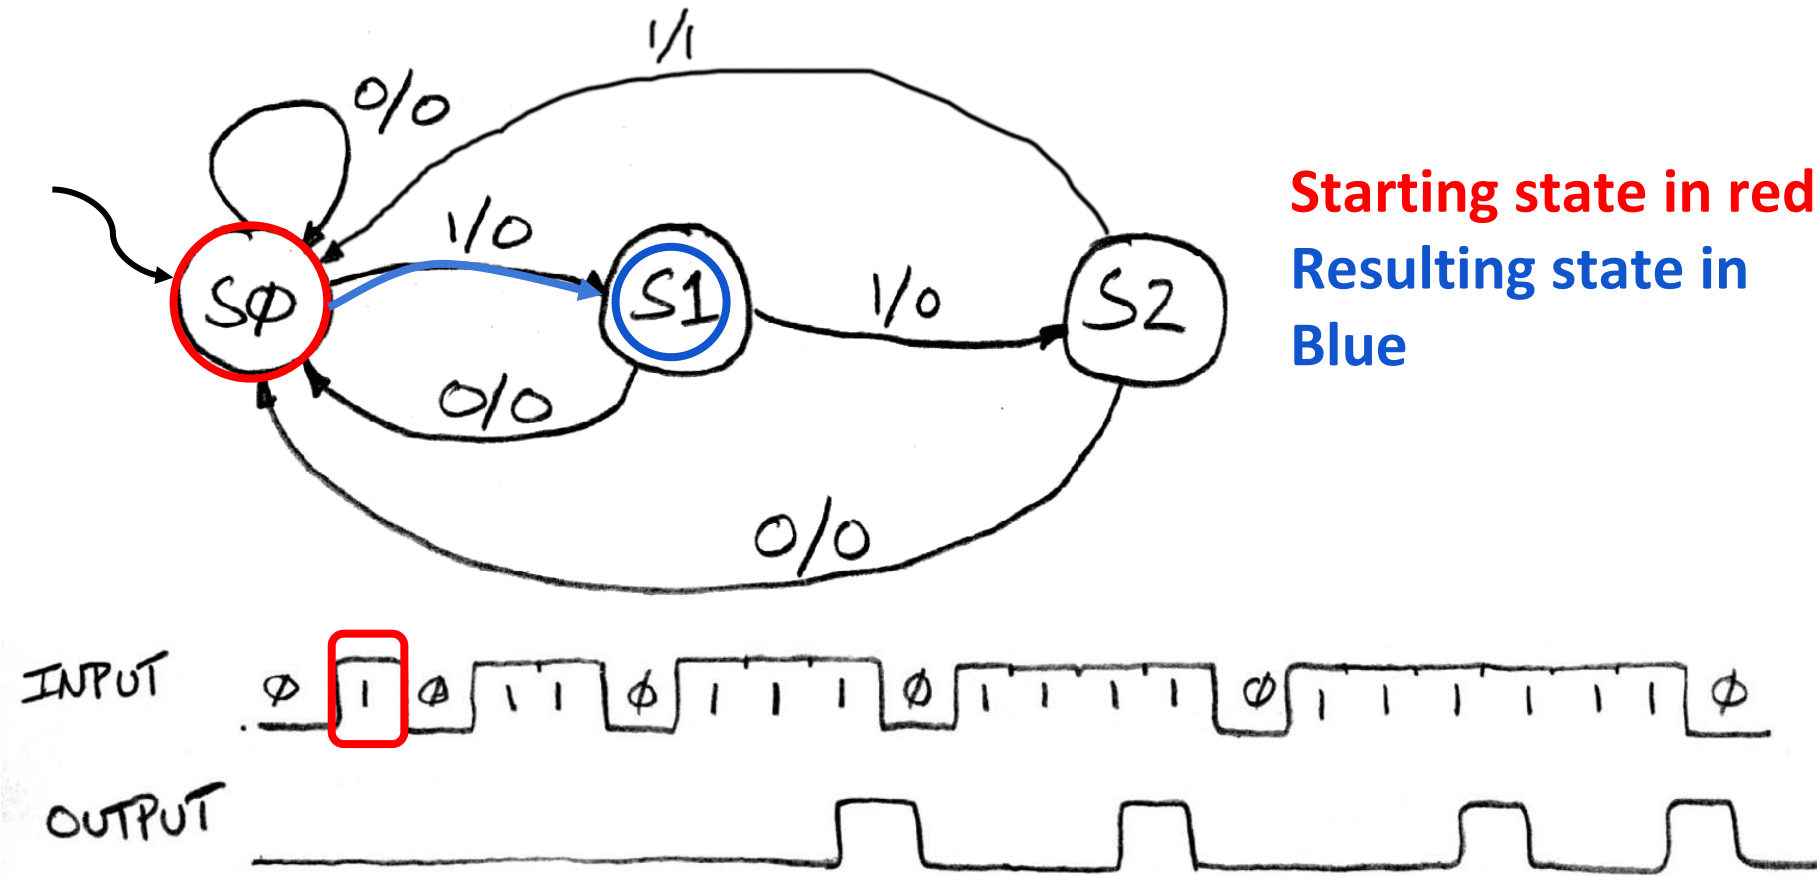 1/1
0/0
Starting state in red
1/0
Resulting state in
SØ
S1
1/0
S2
Blue
0/0
0/0
INPUT Ø 1 Ø 1 1 Ø 1 1 1 Ø 1 1 1 1 Ø 1 1 1 1 1 1 Ø
OUTPUT